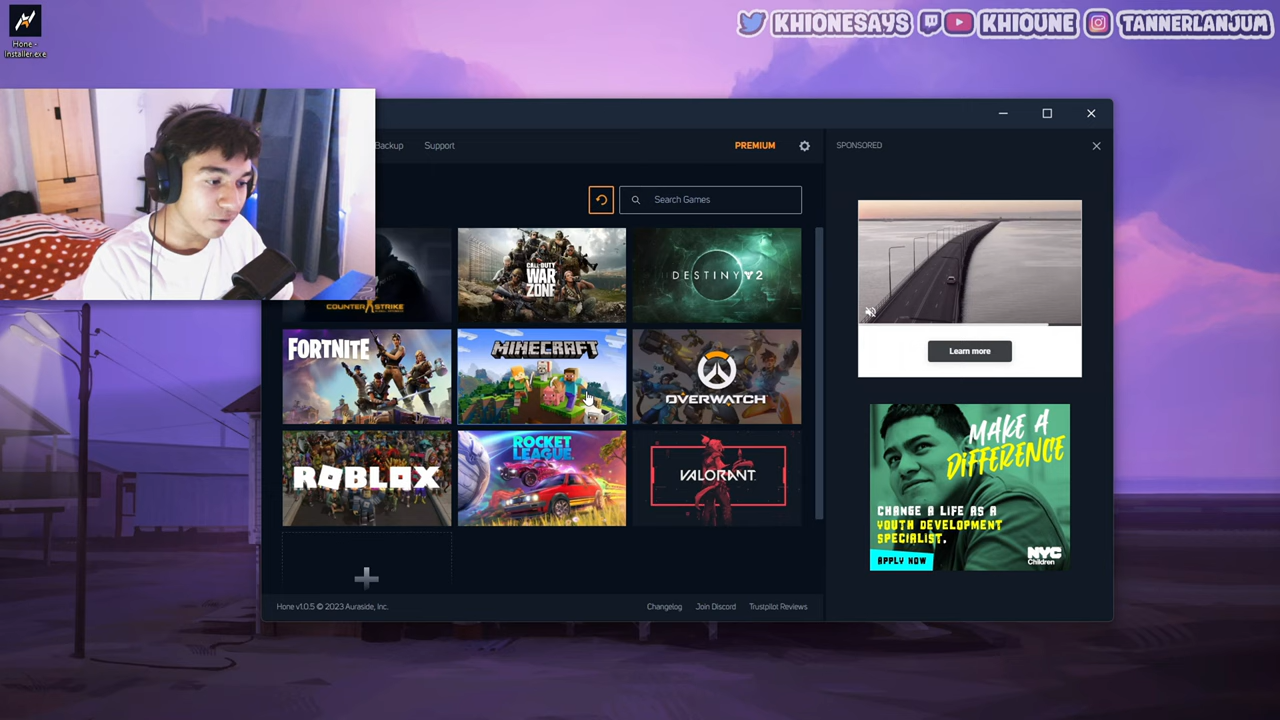 Hone -
Installer.exe
KHIONESAYS
KHIOUNE
TANNERLANJUM
Backup
Support
PREMIUM
SPONSORED
Search Games
COUNTER STRIKE
CALL OF DUTY
WARZONE
DESTINY 2
FORTNITE
MINECRAFT
OVERWATCH
ROBLOX
ROCKET
LEAGUE
VALORANT
Learn more
MAKE A
DIFFERENCE
CHANGE A LIFE AS A
YOUTH DEVELOPMENT
SPECIALIST.
APPLY NOW
NYC
Children
Hone v1.0.5 © 2023 Auraside, Inc.
Changelog
Join Discord
Trustpilot Reviews